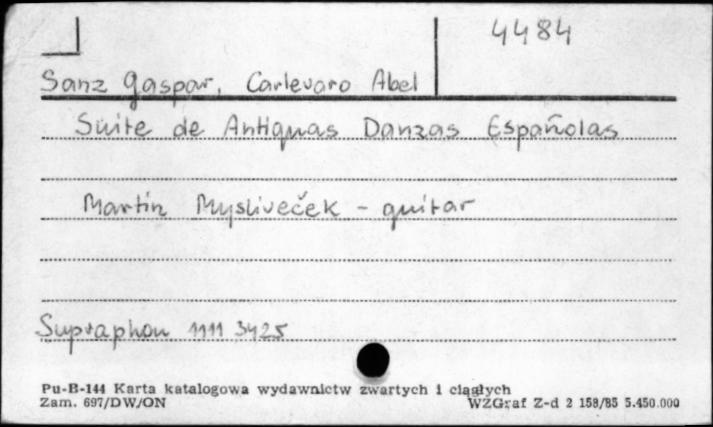 4484
Sanz Gaspar, Carlevaro Abel
Suite de Antiquas Danzas Españolas
Martin Mysliveček - guitar
Supraphon 1111 3425
Pu-B-144 Karta katalogowa wydawnictw zwartych i ciągłych
Zam. 697/DW/ON
WZGraf Z-d 2 158/85 5.450.000